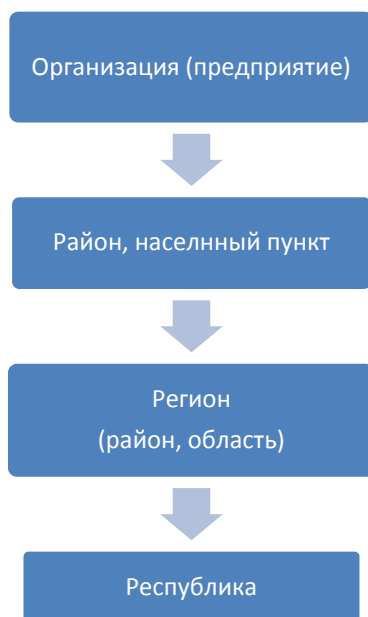 Организация (предприятие)
Район, населнный пункт
Регион
(район, область)
Республика